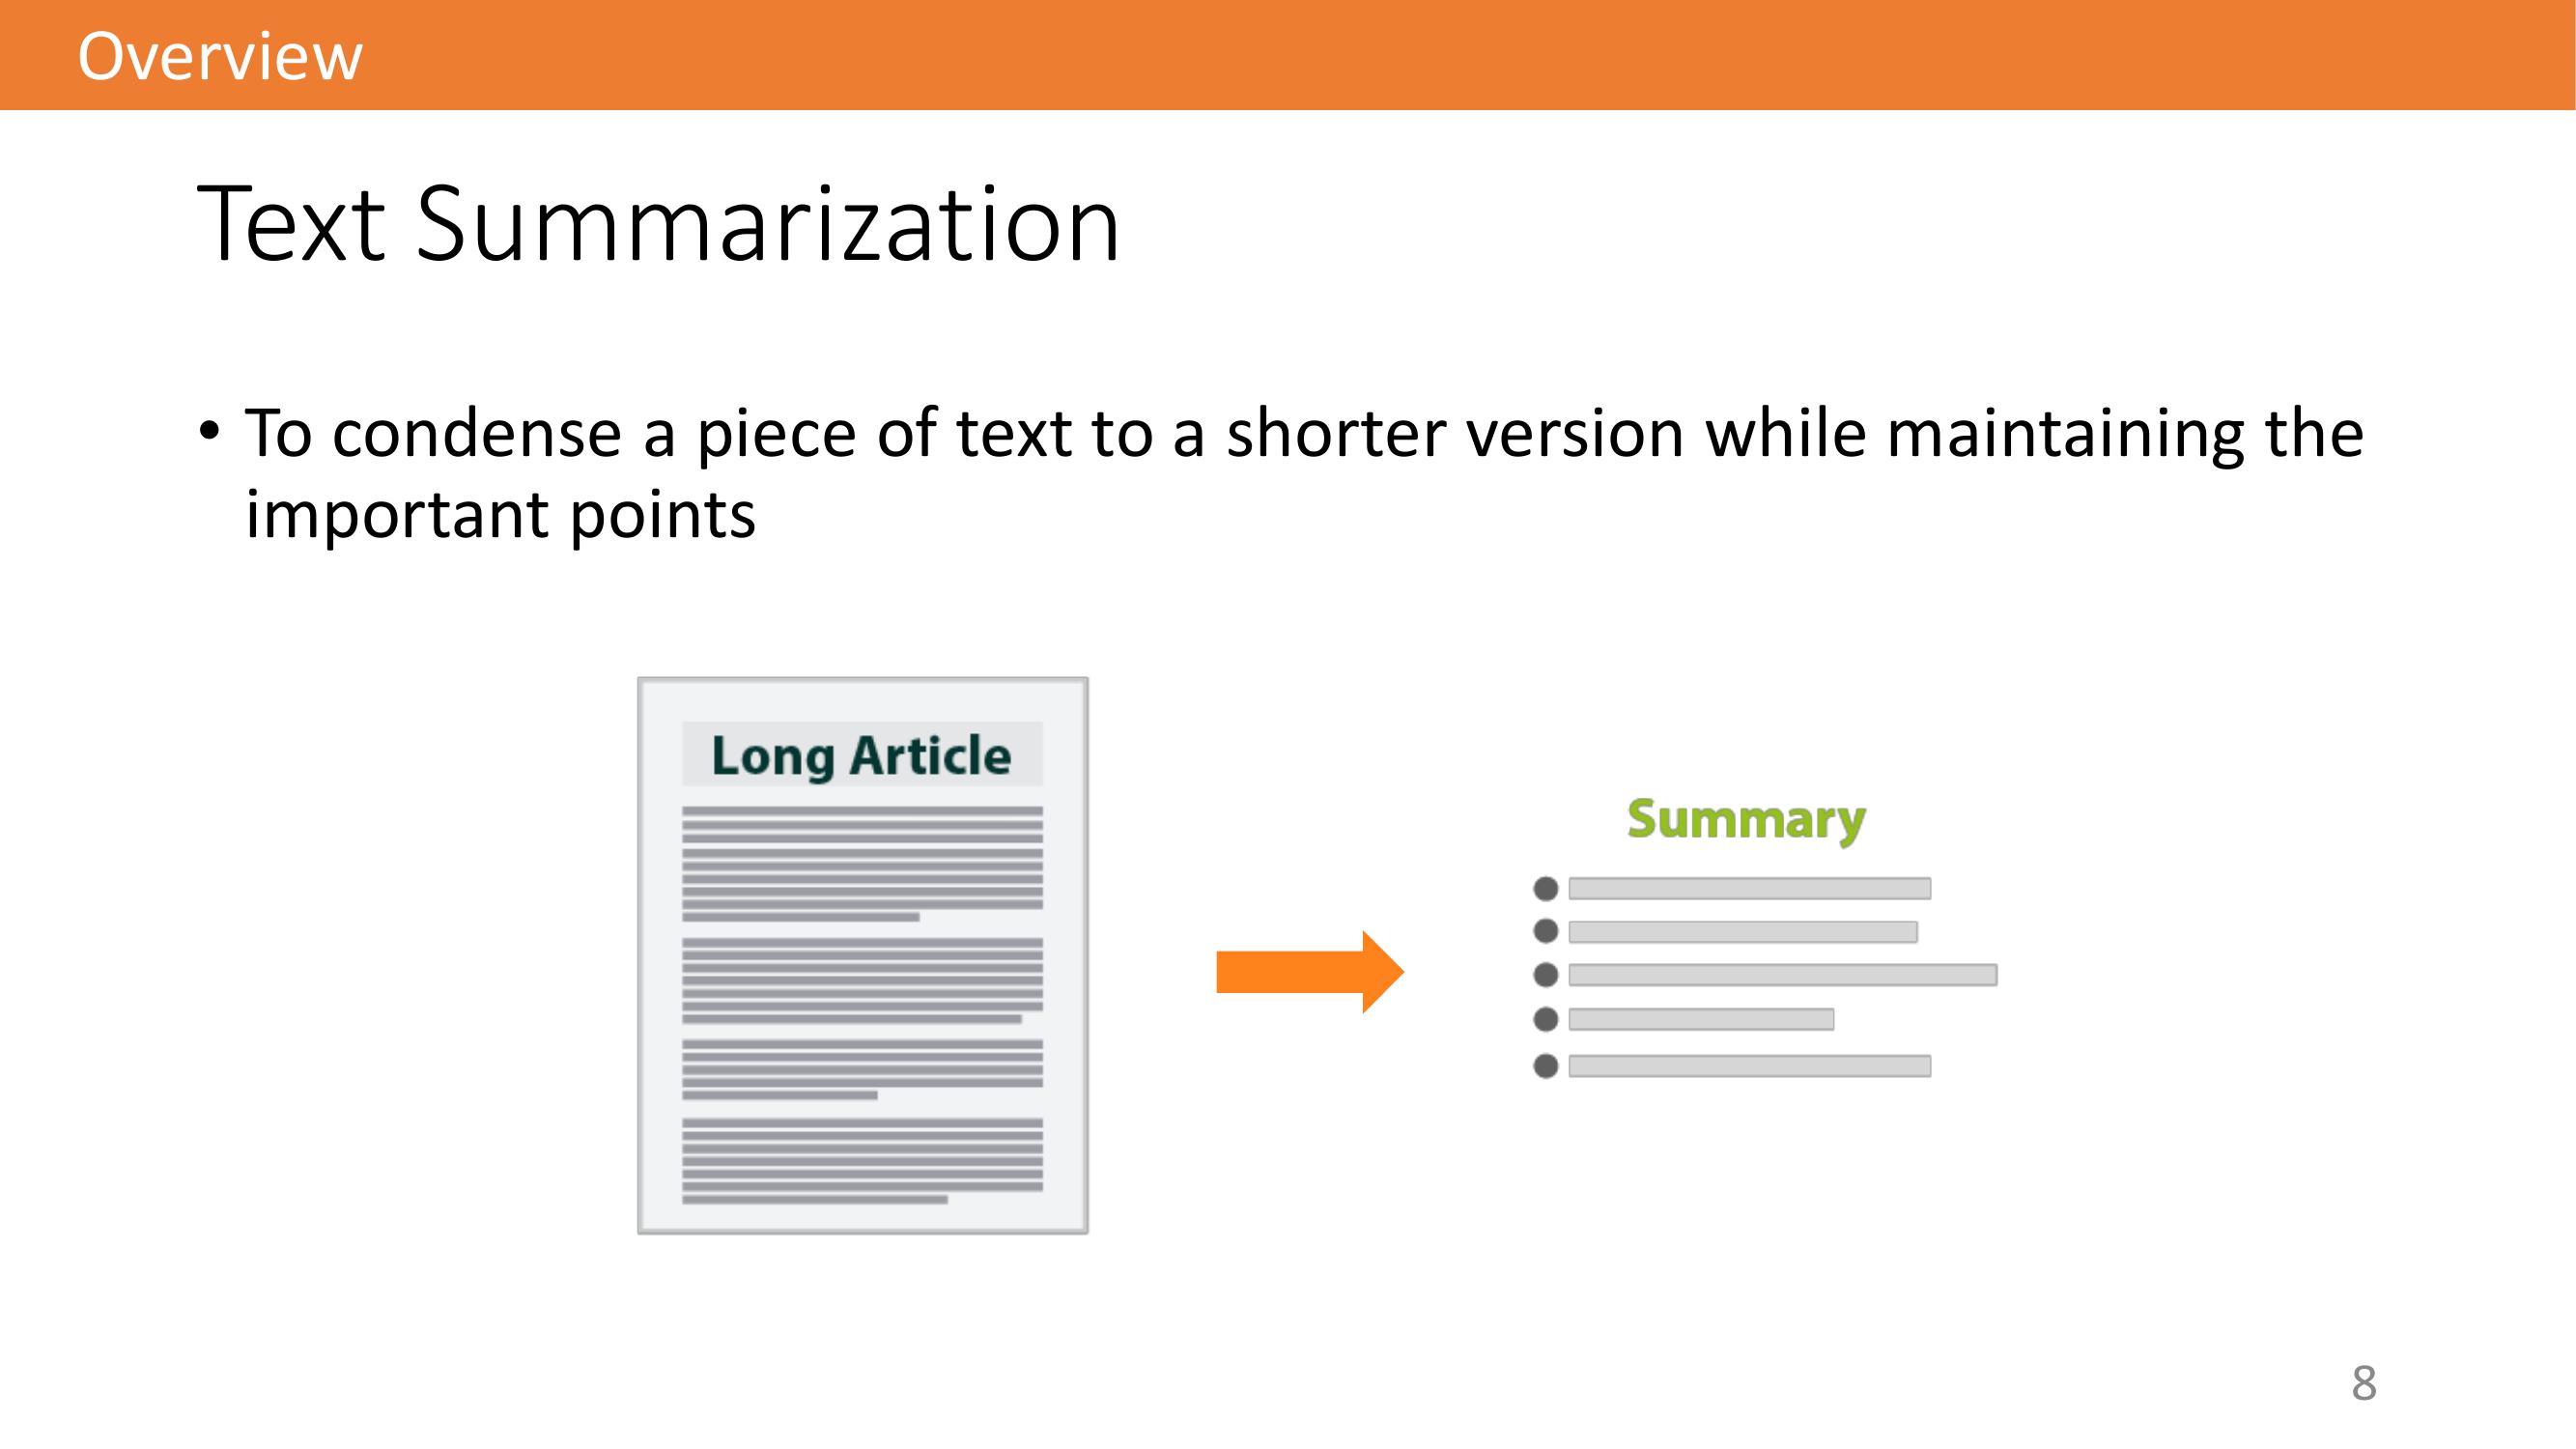 Overview
Text Summarization
• To condense a piece of text to a shorter version while maintaining the
important points
Long Article
Summary
8